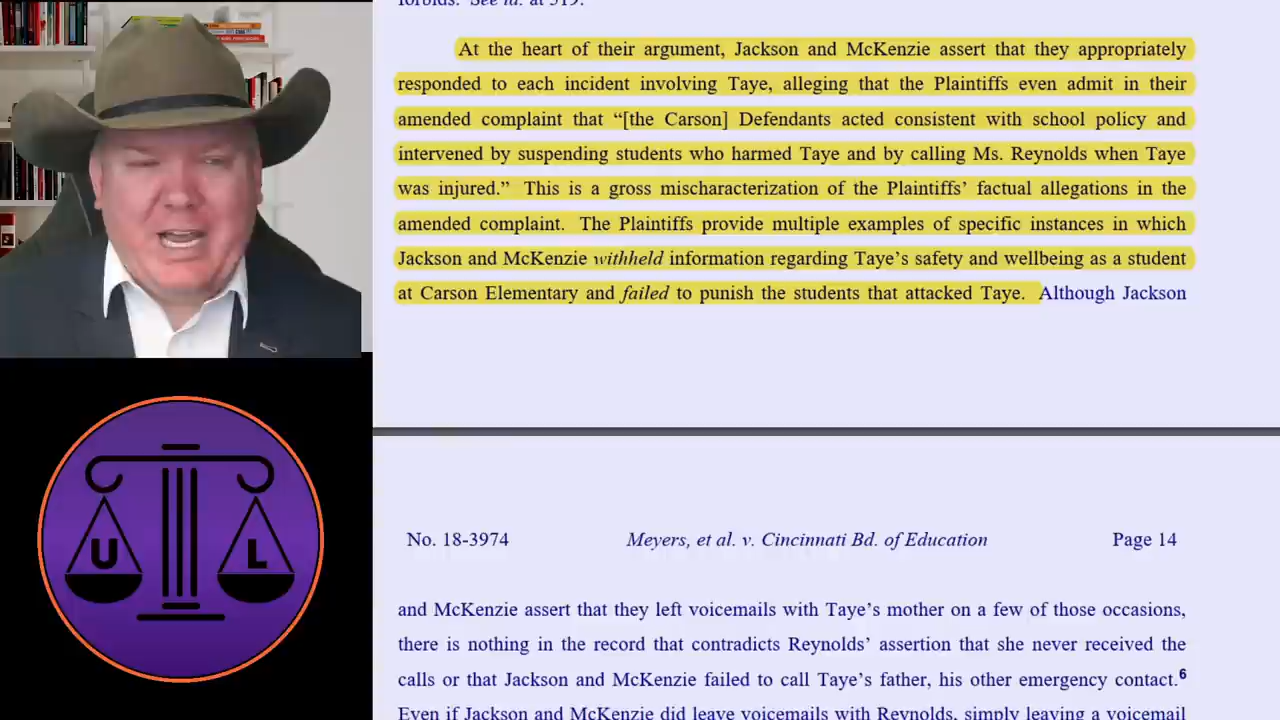 forbids. See id. at 519.
At the heart of their argument, Jackson and McKenzie assert that they appropriately
responded to each incident involving Taye, alleging that the Plaintiffs even admit in their
amended complaint that “[the Carson] Defendants acted consistent with school policy and
intervened by suspending students who harmed Taye and by calling Ms. Reynolds when Taye
was injured.” This is a gross mischaracterization of the Plaintiffs’ factual allegations in the
amended complaint. The Plaintiffs provide multiple examples of specific instances in which
Jackson and McKenzie withheld information regarding Taye’s safety and wellbeing as a student
at Carson Elementary and failed to punish the students that attacked Taye. Although Jackson
No. 18-3974 Meyers, et al. v. Cincinnati Bd. of Education Page 14
and McKenzie assert that they left voicemails with Taye’s mother on a few of those occasions,
there is nothing in the record that contradicts Reynolds’ assertion that she never received the
calls or that Jackson and McKenzie failed to call Taye’s father, his other emergency contact.6
Even if Jackson and McKenzie did leave voicemails with Reynolds, simply leaving a voicemail
U L